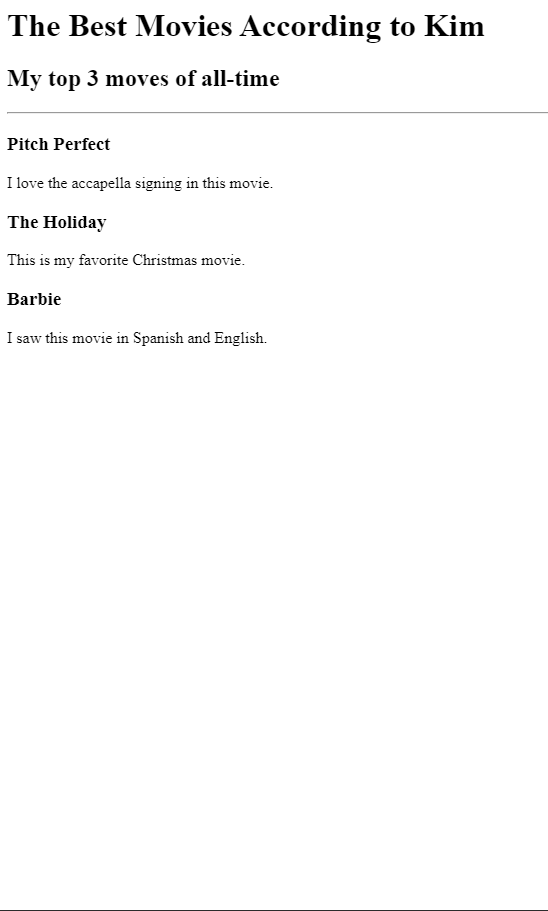 The Best Movies According to Kim
My top 3 moves of all-time
Pitch Perfect
I love the accapella signing in this movie.
The Holiday
This is my favorite Christmas movie.
Barbie
I saw this movie in Spanish and English.